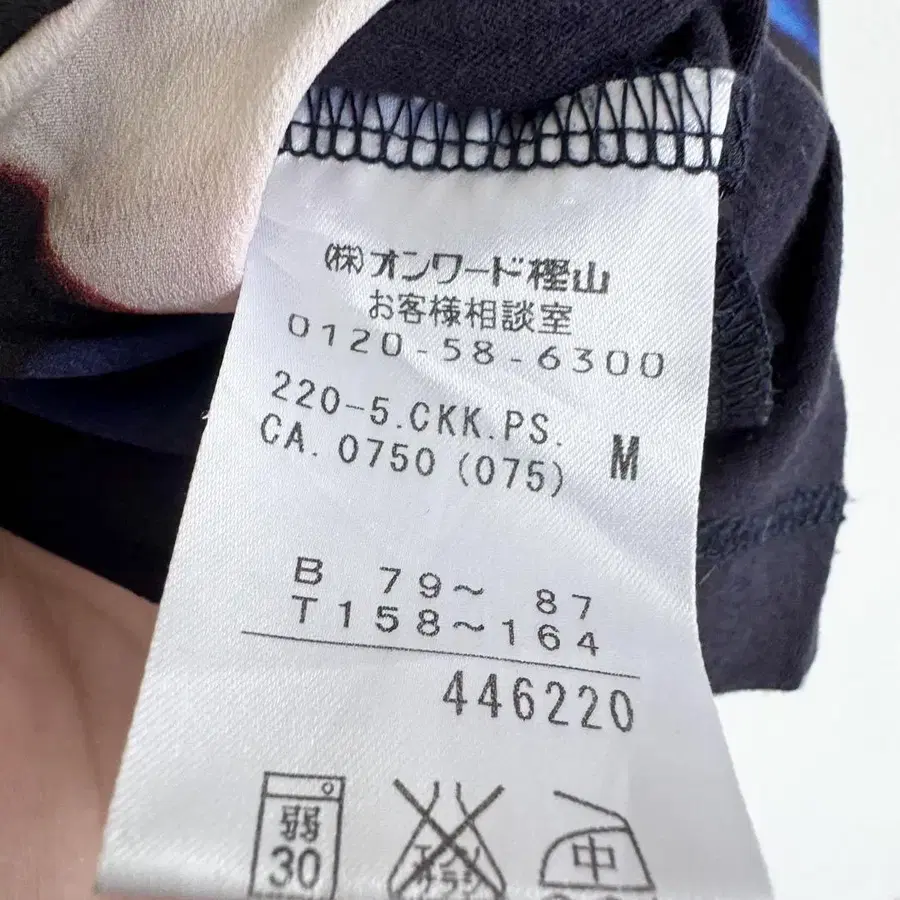 (株)オンワード樫山
お客様相談室
0120-58-6300
220-5.CKK.PS.
M
CA. 0750 (075)
B 79~ 87
T158~164
446220
弱
30
中